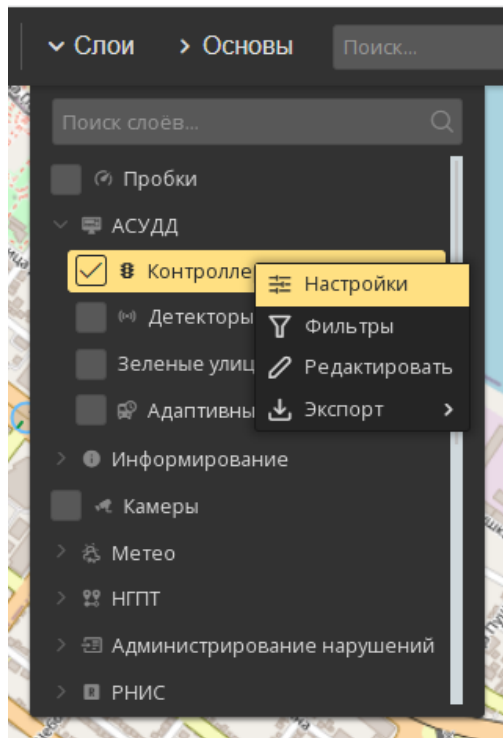 Слои
Основы
Поиск...
Поиск слоёв...
Пробки
АСУДД
Контролле
Настройки
Детекторы
Фильтры
Зеленые улиц
Редактировать
Адаптивны
Экспорт
Информирование
Камеры
Метео
НГПТ
Администрирование нарушений
R РНИС